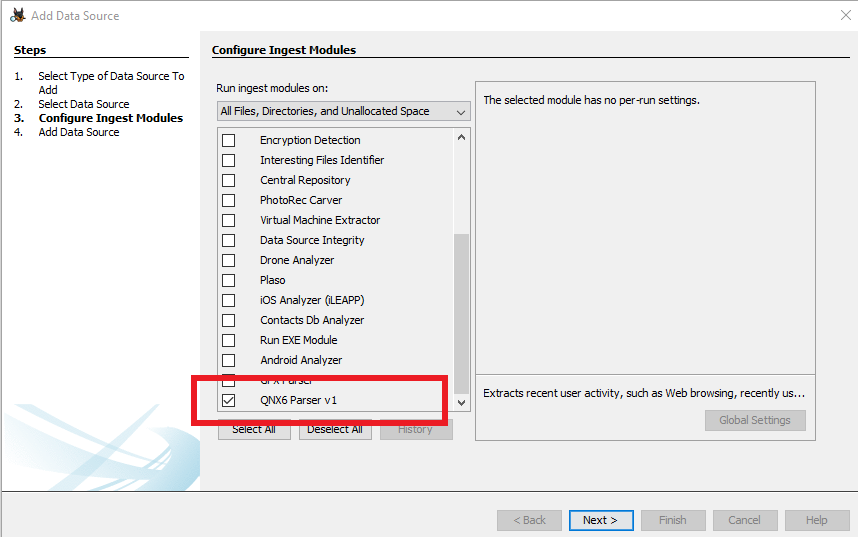 Add Data Source
Steps
1. Select Type of Data Source To
Add
2. Select Data Source
3. Configure Ingest Modules
4. Add Data Source
Configure Ingest Modules
Run ingest modules on:
All Files, Directories, and Unallocated Space
Encryption Detection
Interesting Files Identifier
Central Repository
PhotoRec Carver
Virtual Machine Extractor
Data Source Integrity
Drone Analyzer
Plaso
iOS Analyzer (iLEAPP)
Contacts Db Analyzer
Run EXE Module
Android Analyzer
GPX Parser
QNX6 Parser v1
Select All
Deselect All
History
The selected module has no per-run settings.
Extracts recent user activity, such as Web browsing, recently us...
Global Settings
< Back
Next >
Finish
Cancel
Help